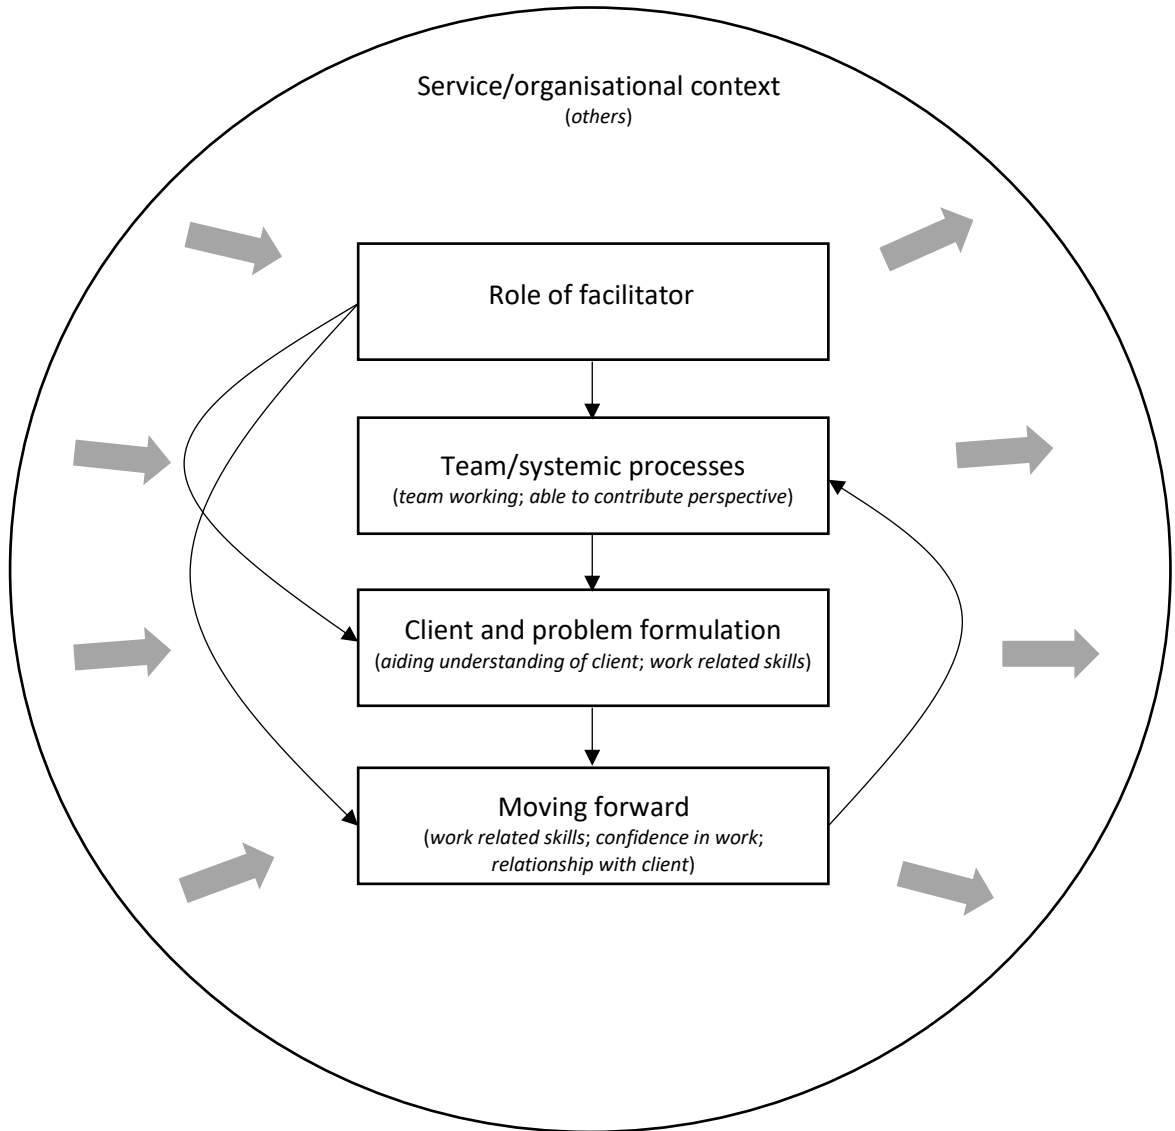 Service/organisational context
(others)
Role of facilitator
Team/systemic processes
(team working; able to contribute perspective)
Client and problem formulation
(aiding understanding of client; work related skills)
Moving forward
(work related skills; confidence in work;
relationship with client)